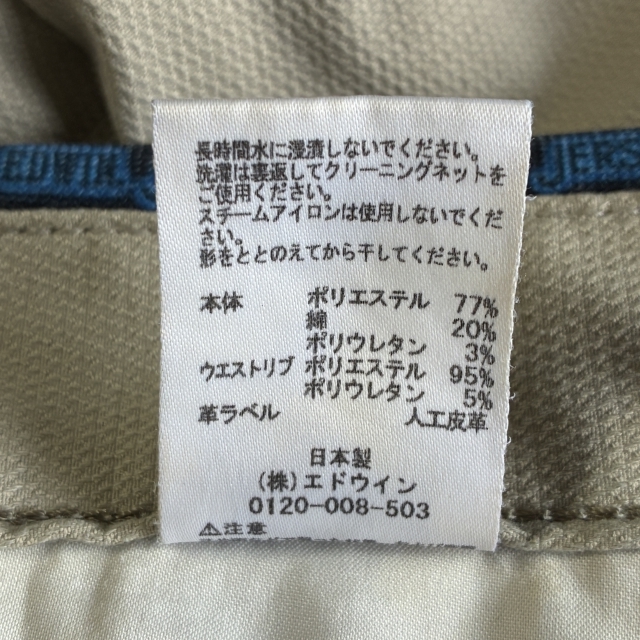 長時間水に浸漬しないでください。
洗濯は裏返してクリーニングネットを
ご使用ください。
スチームアイロンは使用しないでくだ
さい。
形をととのえてから干してください。
本体 ポリエステル 77%
綿 20%
ポリウレタン 3%
ウエストリブ ポリエステル 95%
ポリウレタン 5%
革ラベル 人工皮革
日本製
(株) エドウイン
0120-008-503
⚠注意
EDWIN
JERS